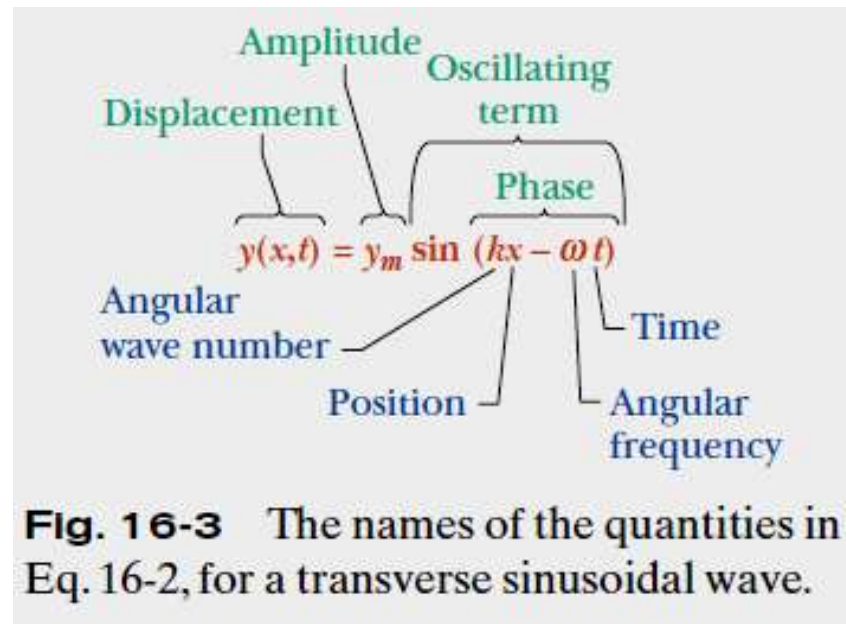 Amplitude
Oscillating
term
Displacement
Phase
y(x,t) = yₘ sin (kx – ω t)
Angular
wave number
Time
Position
Angular
frequency
Fig. 16-3 The names of the quantities in
Eq. 16-2, for a transverse sinusoidal wave.